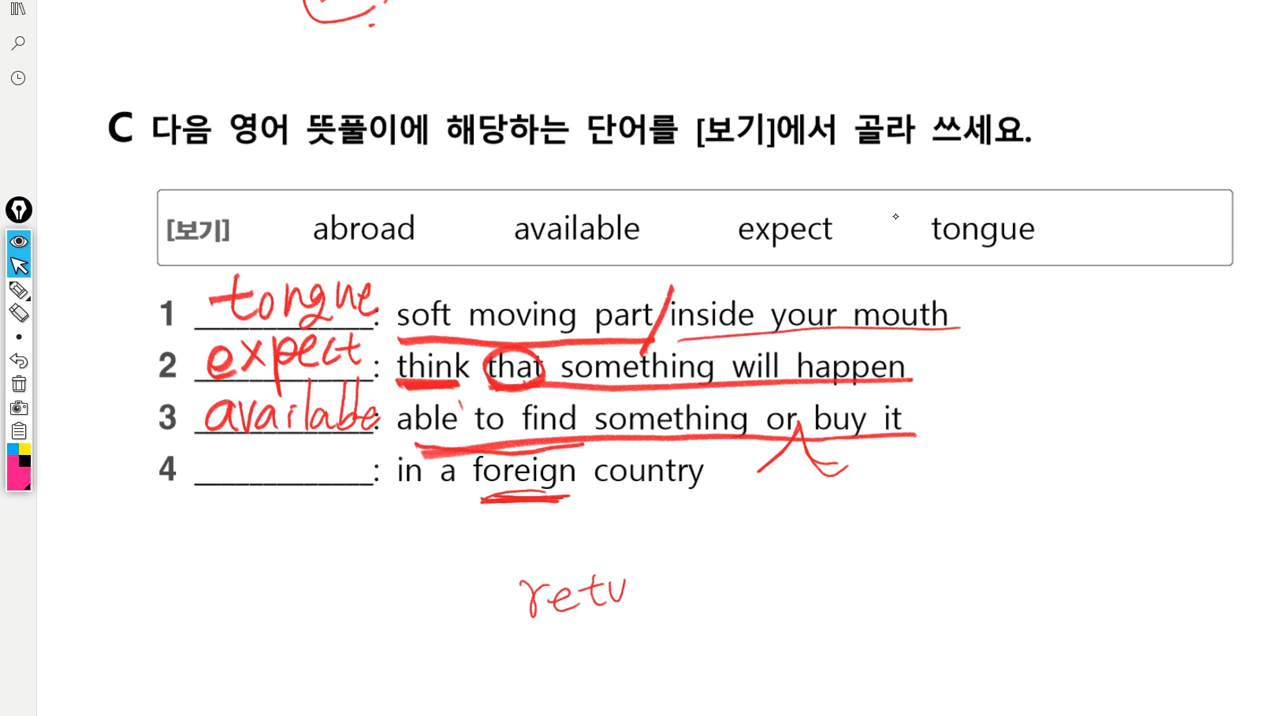 C 다음 영어 뜻풀이에 해당하는 단어를 [보기]에서 골라 쓰세요.
[보기] abroad available expect tongue
1 tongue : soft moving part inside your mouth
2 expect : think that something will happen
3 available : able to find something or buy it
4 ____________ : in a foreign country
retu